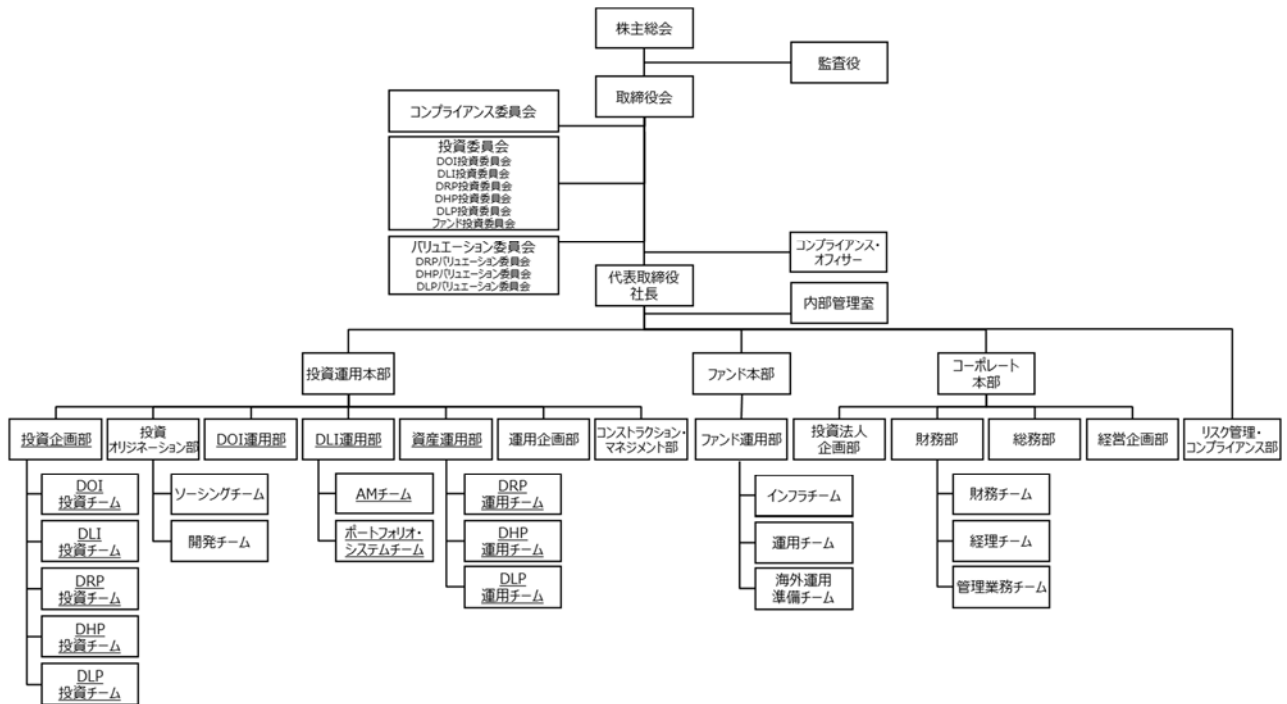 株主総会
監査役
取締役会
コンプライアンス委員会
投資委員会
DOI投資委員会
DLI投資委員会
DRP投資委員会
DHP投資委員会
DLP投資委員会
ファンド投資委員会
バリュエーション委員会
DRPバリュエーション委員会
DHPバリュエーション委員会
DLPバリュエーション委員会
コンプライアンス・
オフィサー
代表取締役
社長
内部管理室
投資運用本部
ファンド本部
コーポレート
本部
投資企画部
投資
オリジネーション部
DOI運用部
DLI運用部
資産運用部
運用企画部
コンストラクション・
マネジメント部
ファンド運用部
投資法人
企画部
財務部
総務部
経営企画部
リスク管理・
コンプライアンス部
DOI
投資チーム
DLI
投資チーム
DRP
投資チーム
DHP
投資チーム
DLP
投資チーム
ソーシングチーム
開発チーム
AMチーム
ポートフォリオ・
システムチーム
DRP
運用チーム
DHP
運用チーム
DLP
運用チーム
インフラチーム
運用チーム
海外運用
準備チーム
財務チーム
経理チーム
管理業務チーム